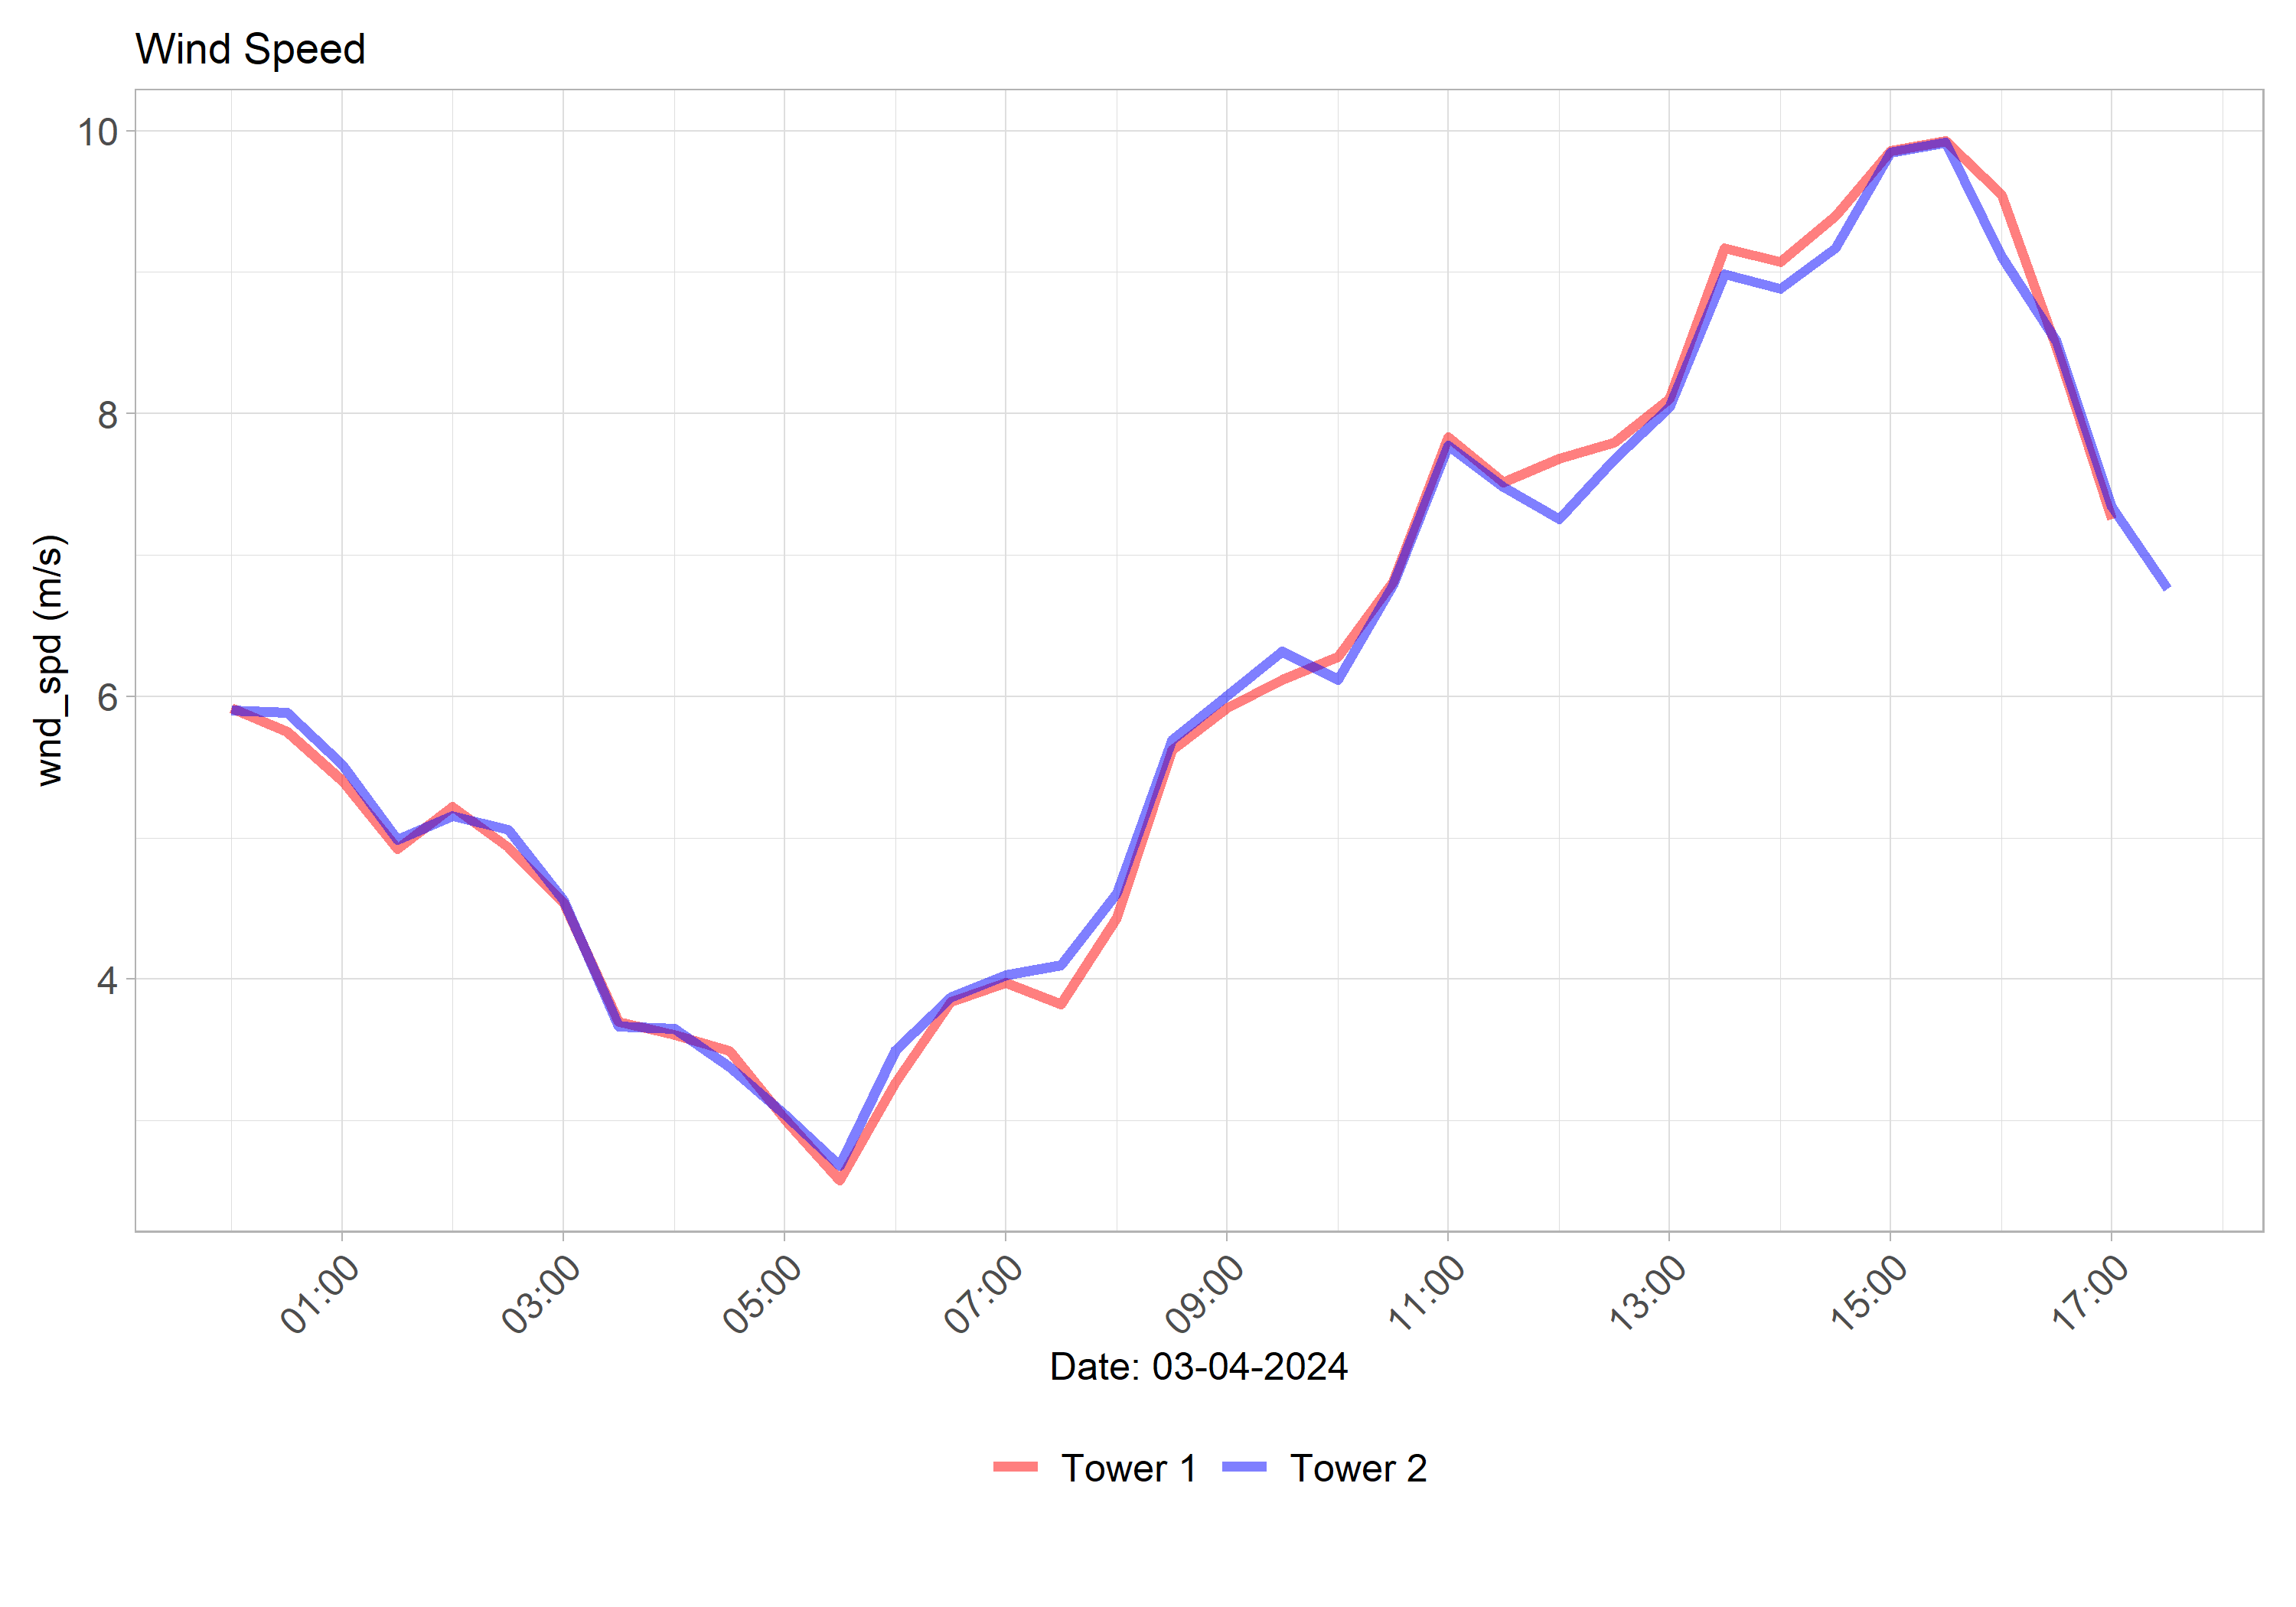 Wind Speed
wnd_spd (m/s)
10
8
6
4
01:00 03:00 05:00 07:00 09:00 11:00 13:00 15:00 17:00
Date: 03-04-2024
Tower 1 Tower 2